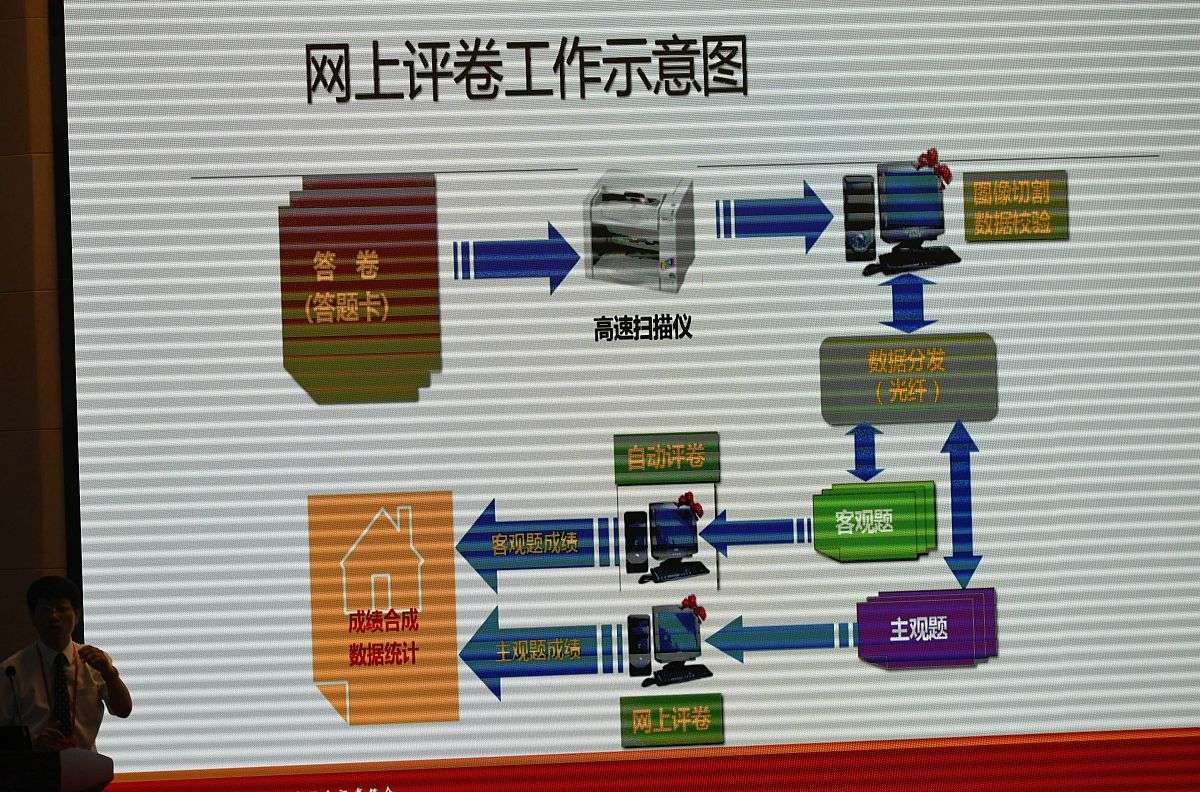 网上评卷工作示意图
答 卷
(答题卡)
高速扫描仪
图像切割
数据校验
数据分发
(光纤)
自动评卷
客观题
客观题成绩
主观题
主观题成绩
成绩合成
数据统计
网上评卷